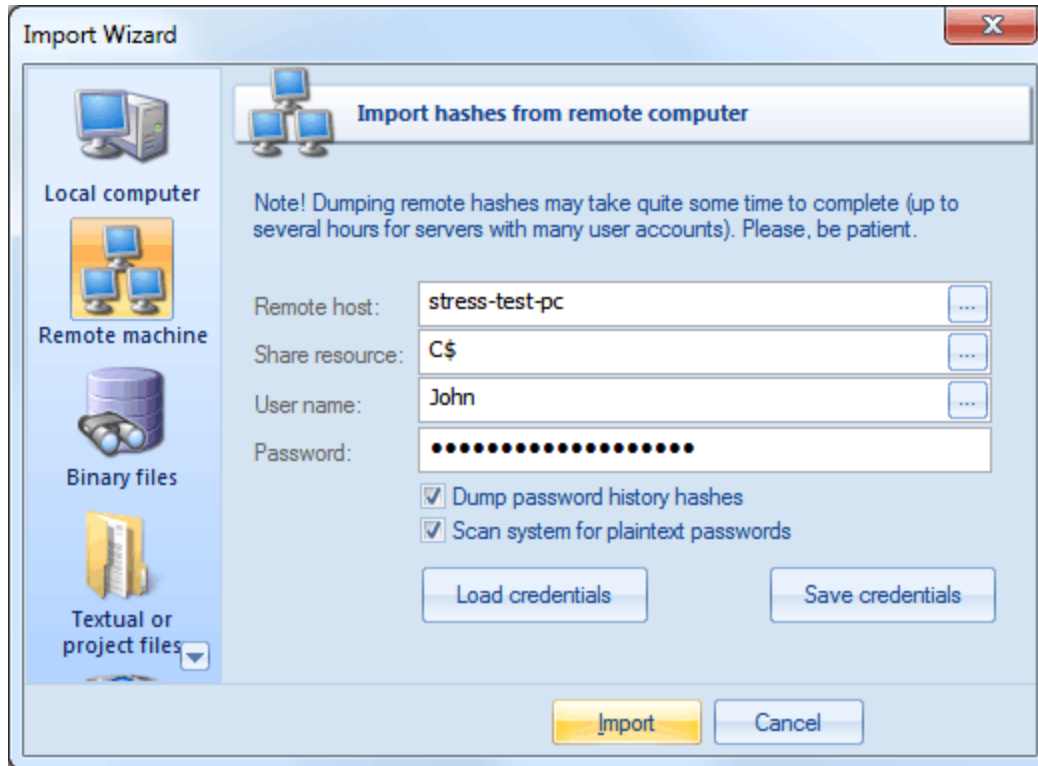 Import Wizard
Local computer
Remote machine
Binary files
Textual or
project files
Import hashes from remote computer
Note! Dumping remote hashes may take quite some time to complete (up to
several hours for servers with many user accounts). Please, be patient.
Remote host: stress-test-pc ...
Share resource: C$ ...
User name: John ...
Password: •••••••••••••••••••
Dump password history hashes
Scan system for plaintext passwords
Load credentials Save credentials
Import Cancel